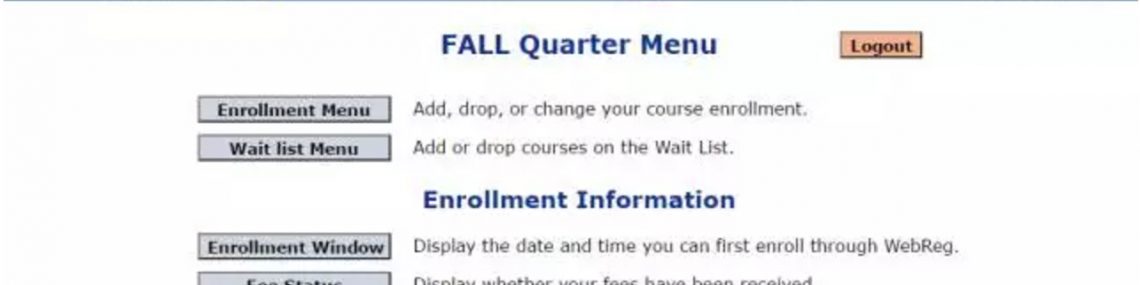 FALL Quarter Menu Logout
Enrollment Menu Add, drop, or change your course enrollment.
Wait list Menu Add or drop courses on the Wait List.
Enrollment Information
Enrollment Window Display the date and time you can first enroll through WebReg.
Fee Status Display whether your fees have been received.